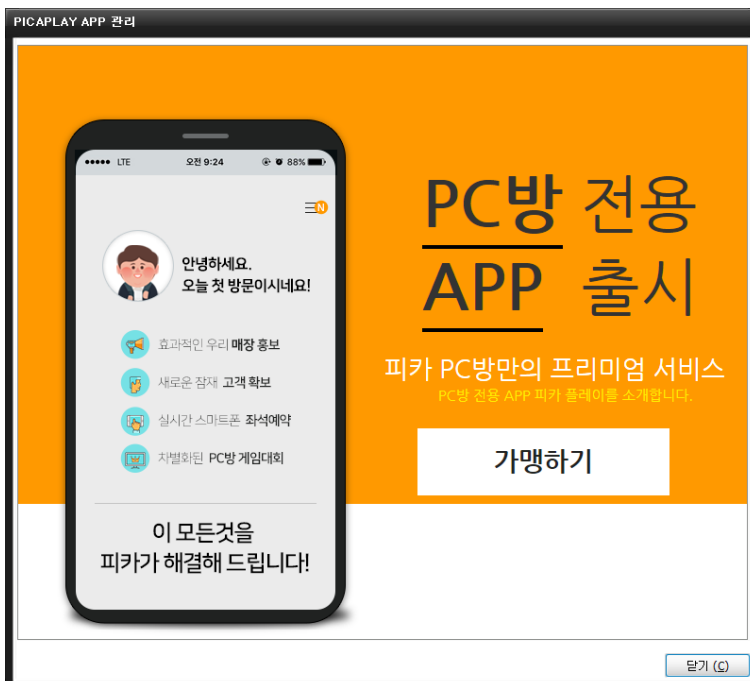 PICAPLAY APP 관리
LTE 오전 9:24 88%
N
안녕하세요.
오늘 첫 방문이시네요!
효과적인 우리 매장 홍보
새로운 잠재 고객 확보
실시간 스마트폰 좌석예약
차별화된 PC방 게임대회
이 모든것을
피카가 해결해 드립니다!
PC방 전용
APP 출시
피카 PC방만의 프리미엄 서비스
PC방 전용 APP 피카 플레이를 소개합니다.
가맹하기
닫기 (C)